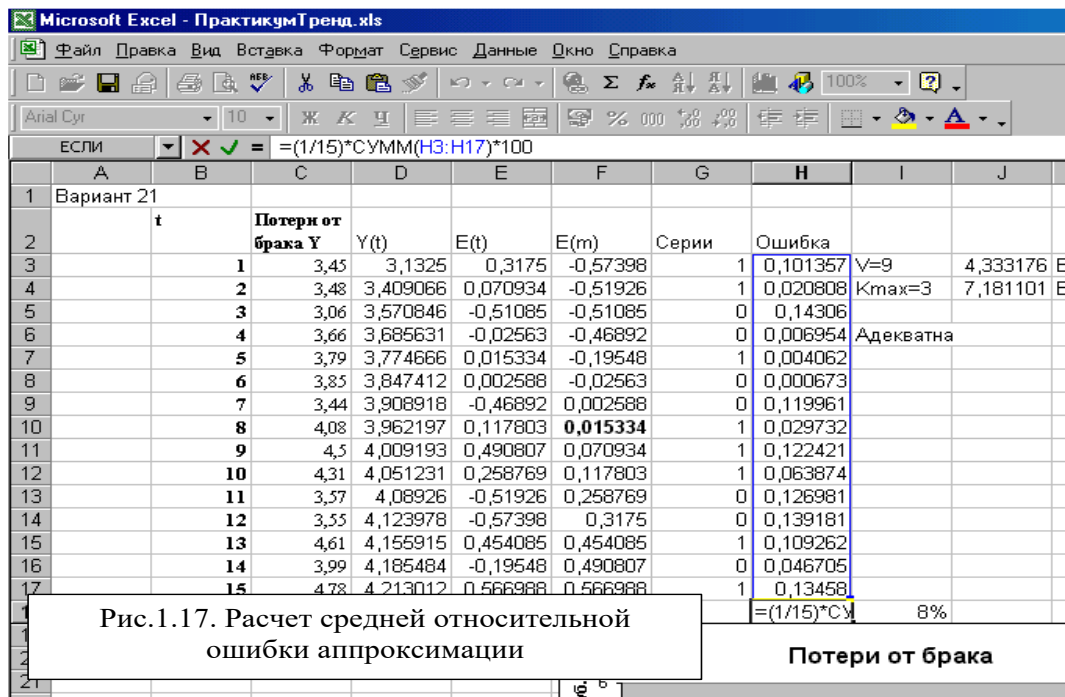 Microsoft Excel - ПрактикумТренд.xls
Файл Правка Вид Вставка Формат Сервис Данные Окно Справка
100%
Arial Cyr 10 Ж К Ч % 000
ЕСЛИ = =(1/15)*СУММ(H3:H17)*100
A B C D E F G H I J
1 Вариант 21
t Потери от
2 брака Y Y(t) E(t) E(m) Серии Ошибка
3 1 3,45 3,1325 0,3175 -0,57398 1 0,101357 V=9 4,333176 Е
4 2 3,48 3,409066 0,070934 -0,51926 1 0,020808 Kmax=3 7,181101 Е
5 3 3,06 3,570846 -0,51085 -0,51085 0 0,14306
6 4 3,66 3,685631 -0,02563 -0,46892 0 0,006954 Адекватна
7 5 3,79 3,774666 0,015334 -0,19548 1 0,004062
8 6 3,85 3,847412 0,002588 -0,02563 0 0,000673
9 7 3,44 3,908918 -0,46892 0,002588 0 0,119961
10 8 4,08 3,962197 0,117803 0,015334 1 0,029732
11 9 4,5 4,009193 0,490807 0,070934 1 0,122421
12 10 4,31 4,051231 0,258769 0,117803 1 0,063874
13 11 3,57 4,08926 -0,51926 0,258769 0 0,126981
14 12 3,55 4,123978 -0,57398 0,3175 0 0,139181
15 13 4,61 4,155915 0,454085 0,454085 1 0,109262
16 14 3,99 4,185484 -0,19548 0,490807 0 0,046705
17 15 4,78 4,213012 0,566988 0,566988 1 0,13458
=(1/15)*СУ 8%
Рис.1.17. Расчет средней относительной
ошибки аппроксимации
Потери от брака
21